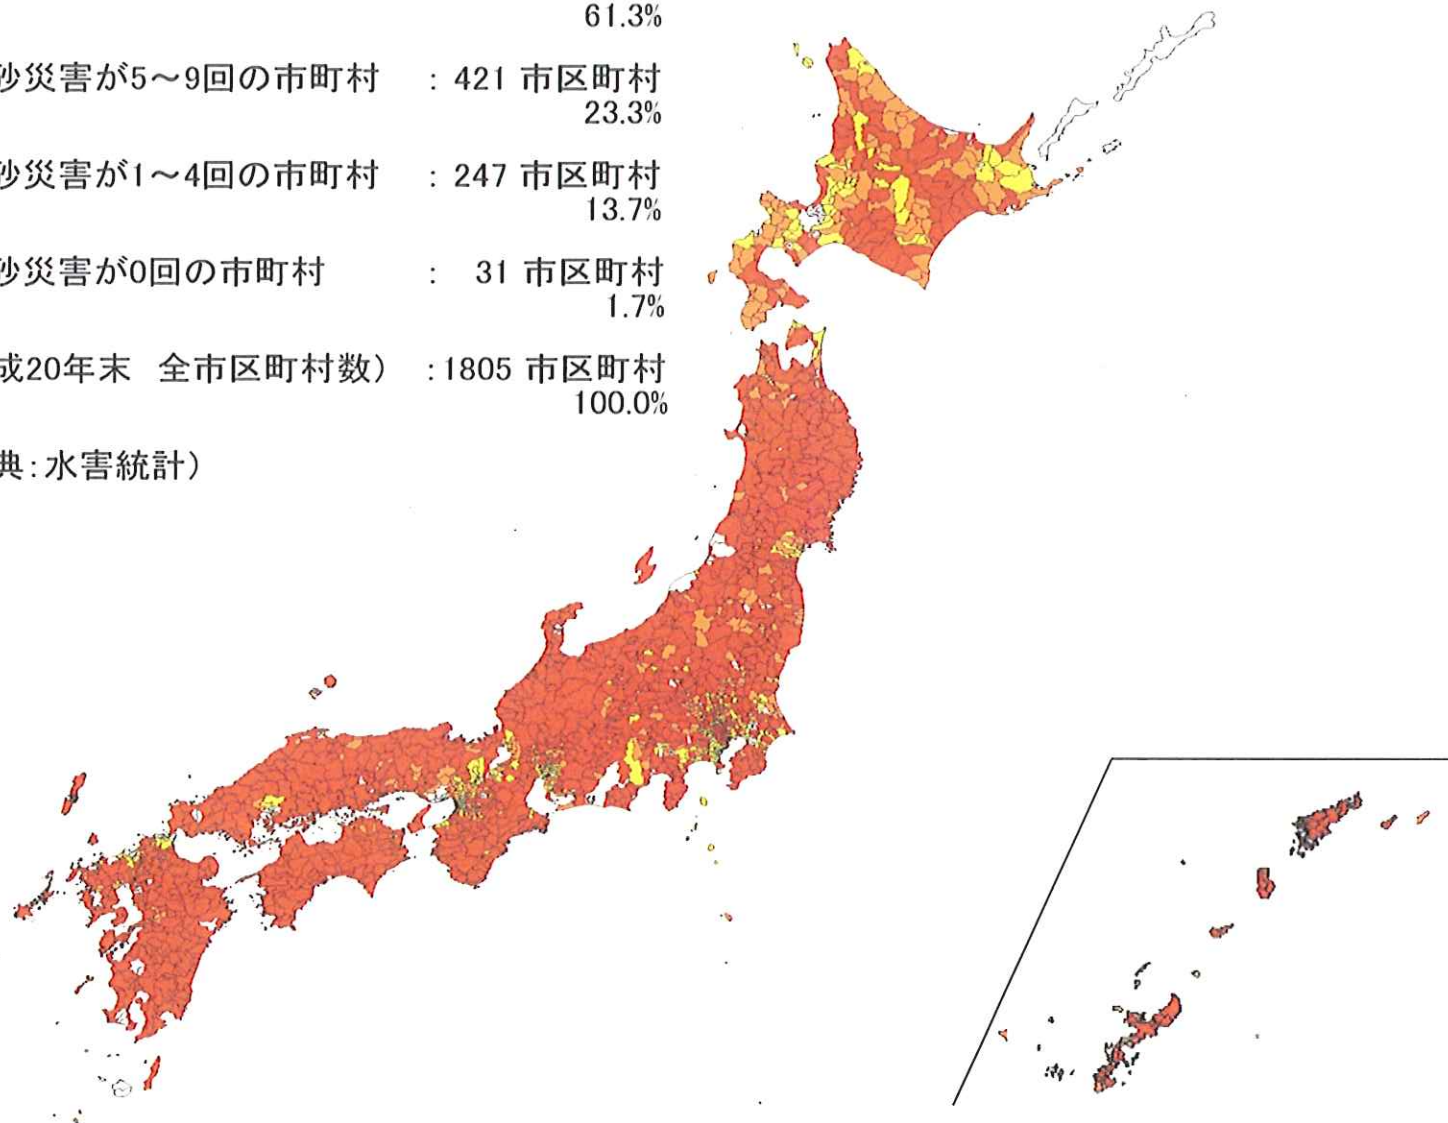 61.3%
砂災害が5～9回の市町村 : 421 市区町村
23.3%
砂災害が1～4回の市町村 : 247 市区町村
13.7%
砂災害が0回の市町村 : 31 市区町村
1.7%
成20年末 全市区町村数） :1805 市区町村
100.0%
典:水害統計）